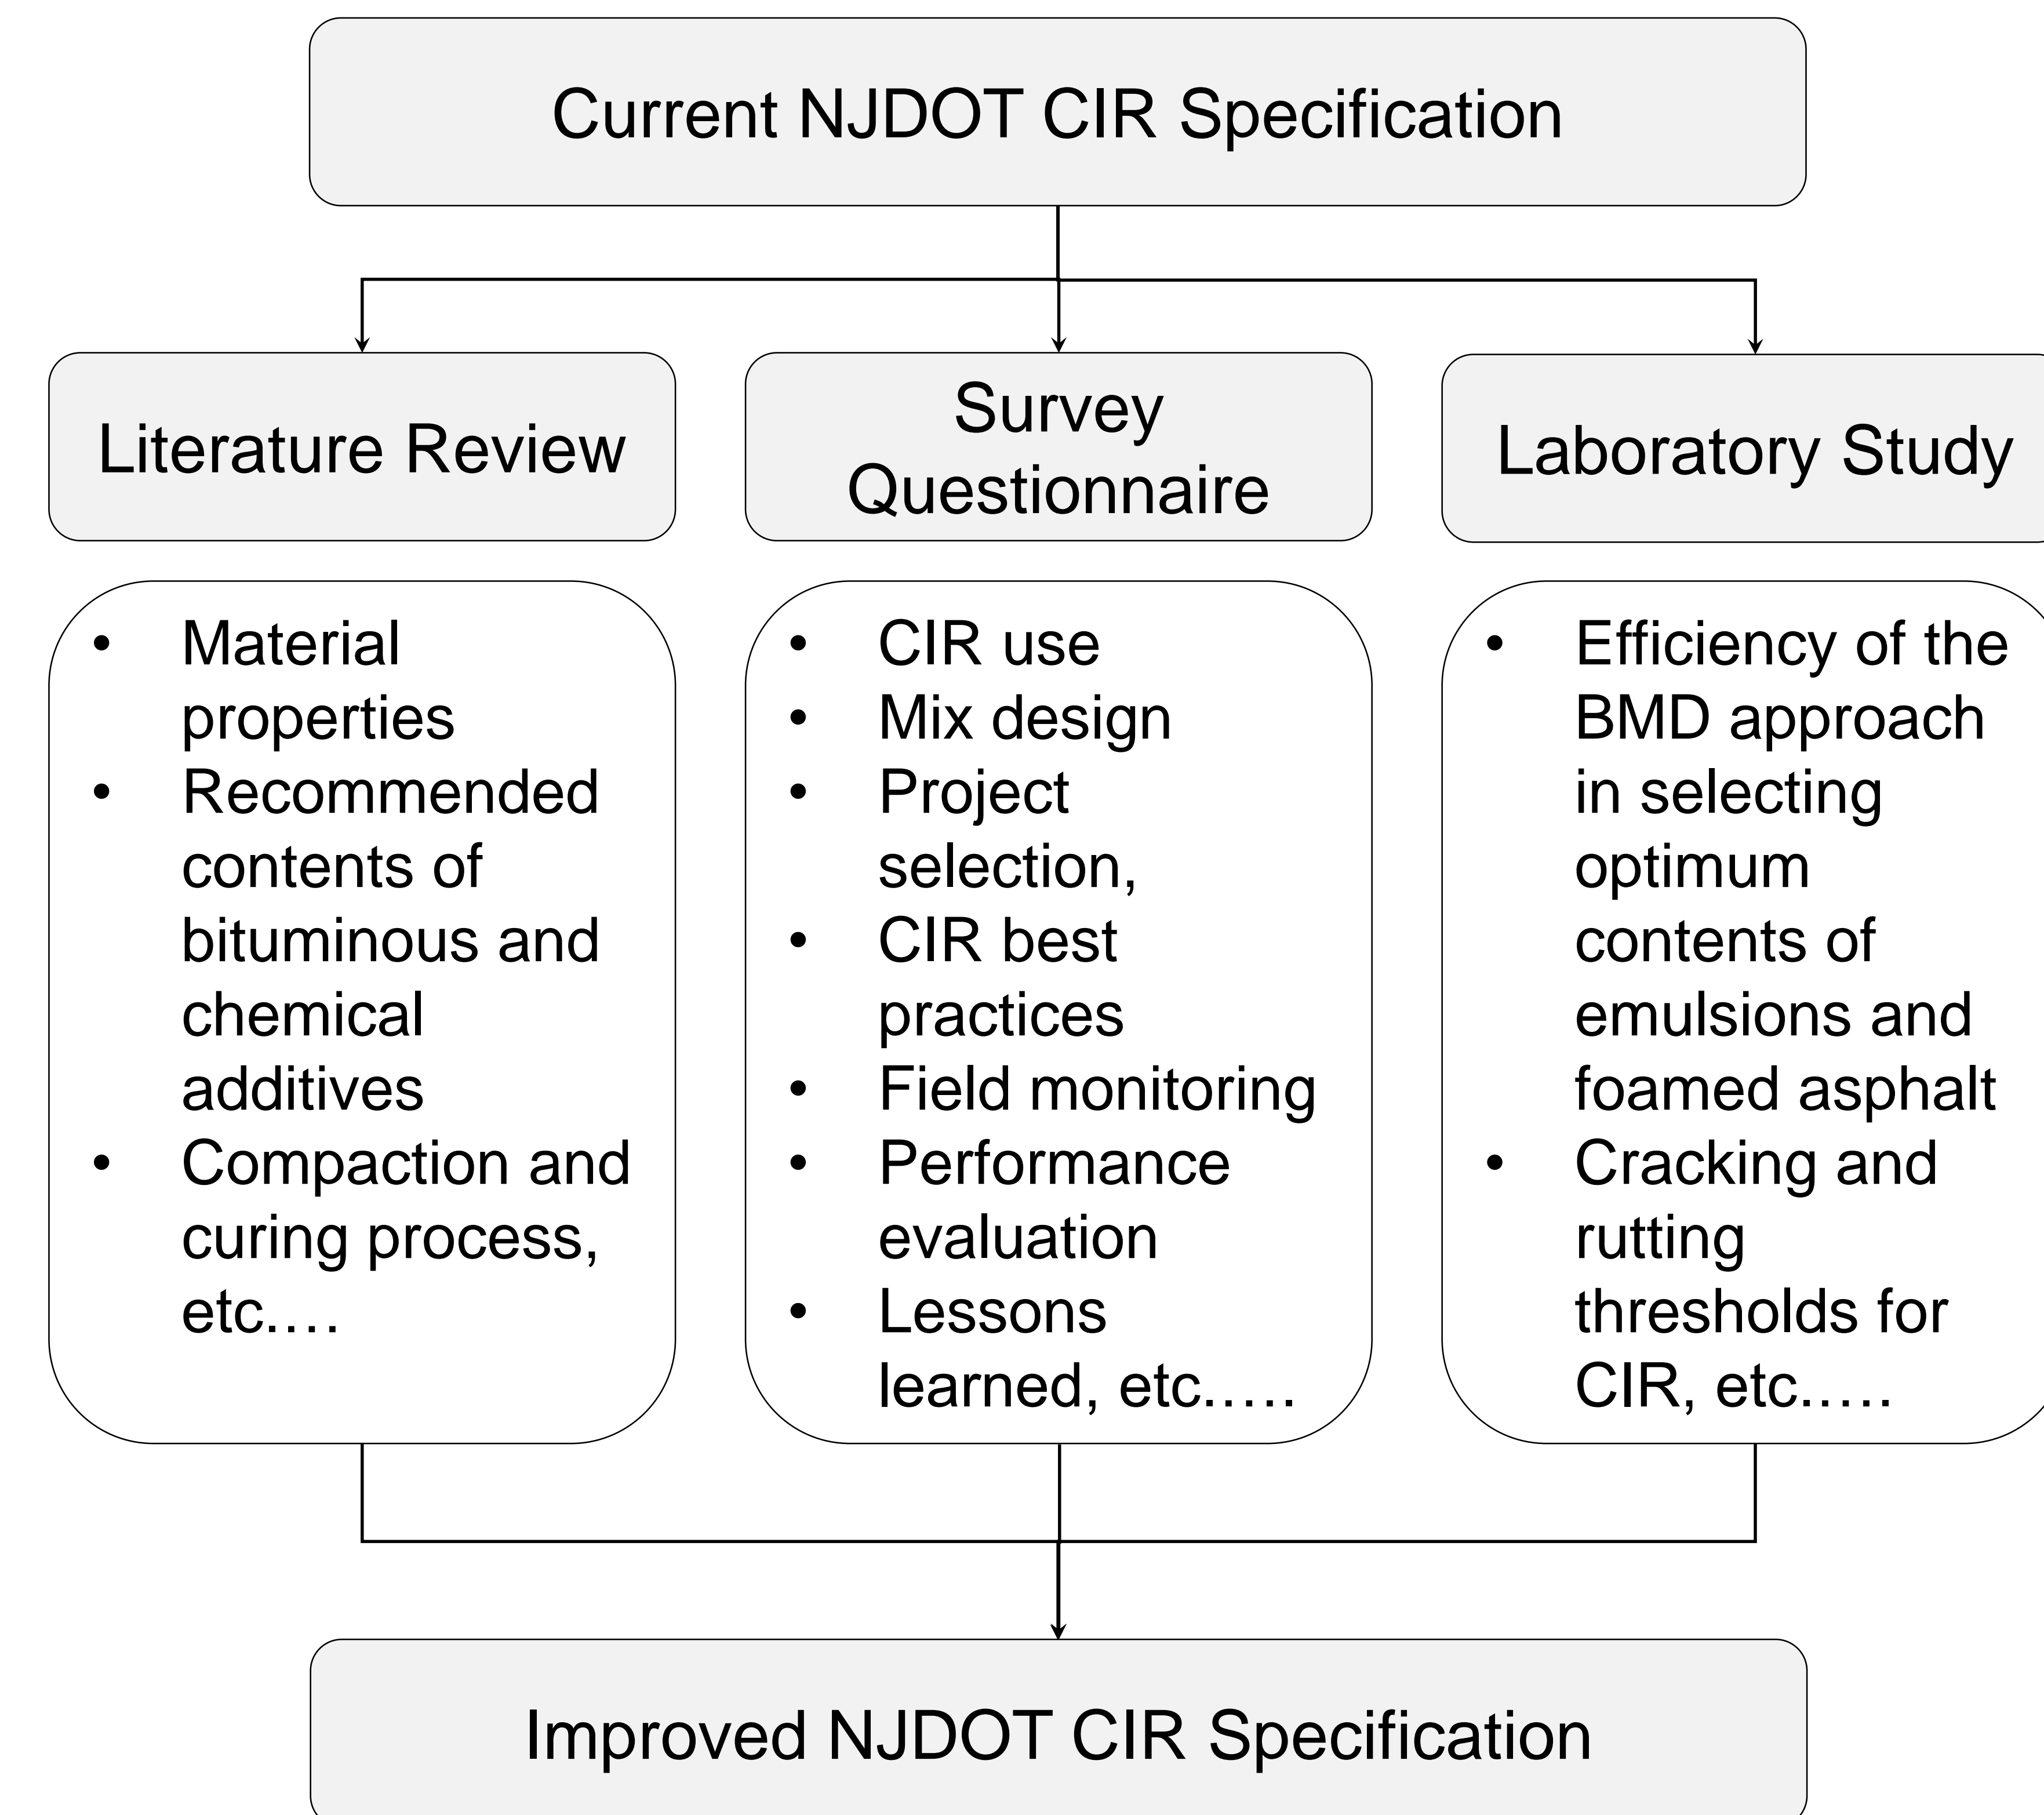 Current NJDOT CIR Specification
Literature Review
Survey
Questionnaire
Laboratory Study
• Material
properties
• Recommended
contents of
bituminous and
chemical
additives
• Compaction and
curing process,
etc.…
• CIR use
• Mix design
• Project
selection,
• CIR best
practices
• Field monitoring
• Performance
evaluation
• Lessons
learned, etc.….
• Efficiency of the
BMD approach
in selecting
optimum
contents of
emulsions and
foamed asphalt
• Cracking and
rutting
thresholds for
CIR, etc.….
Improved NJDOT CIR Specification